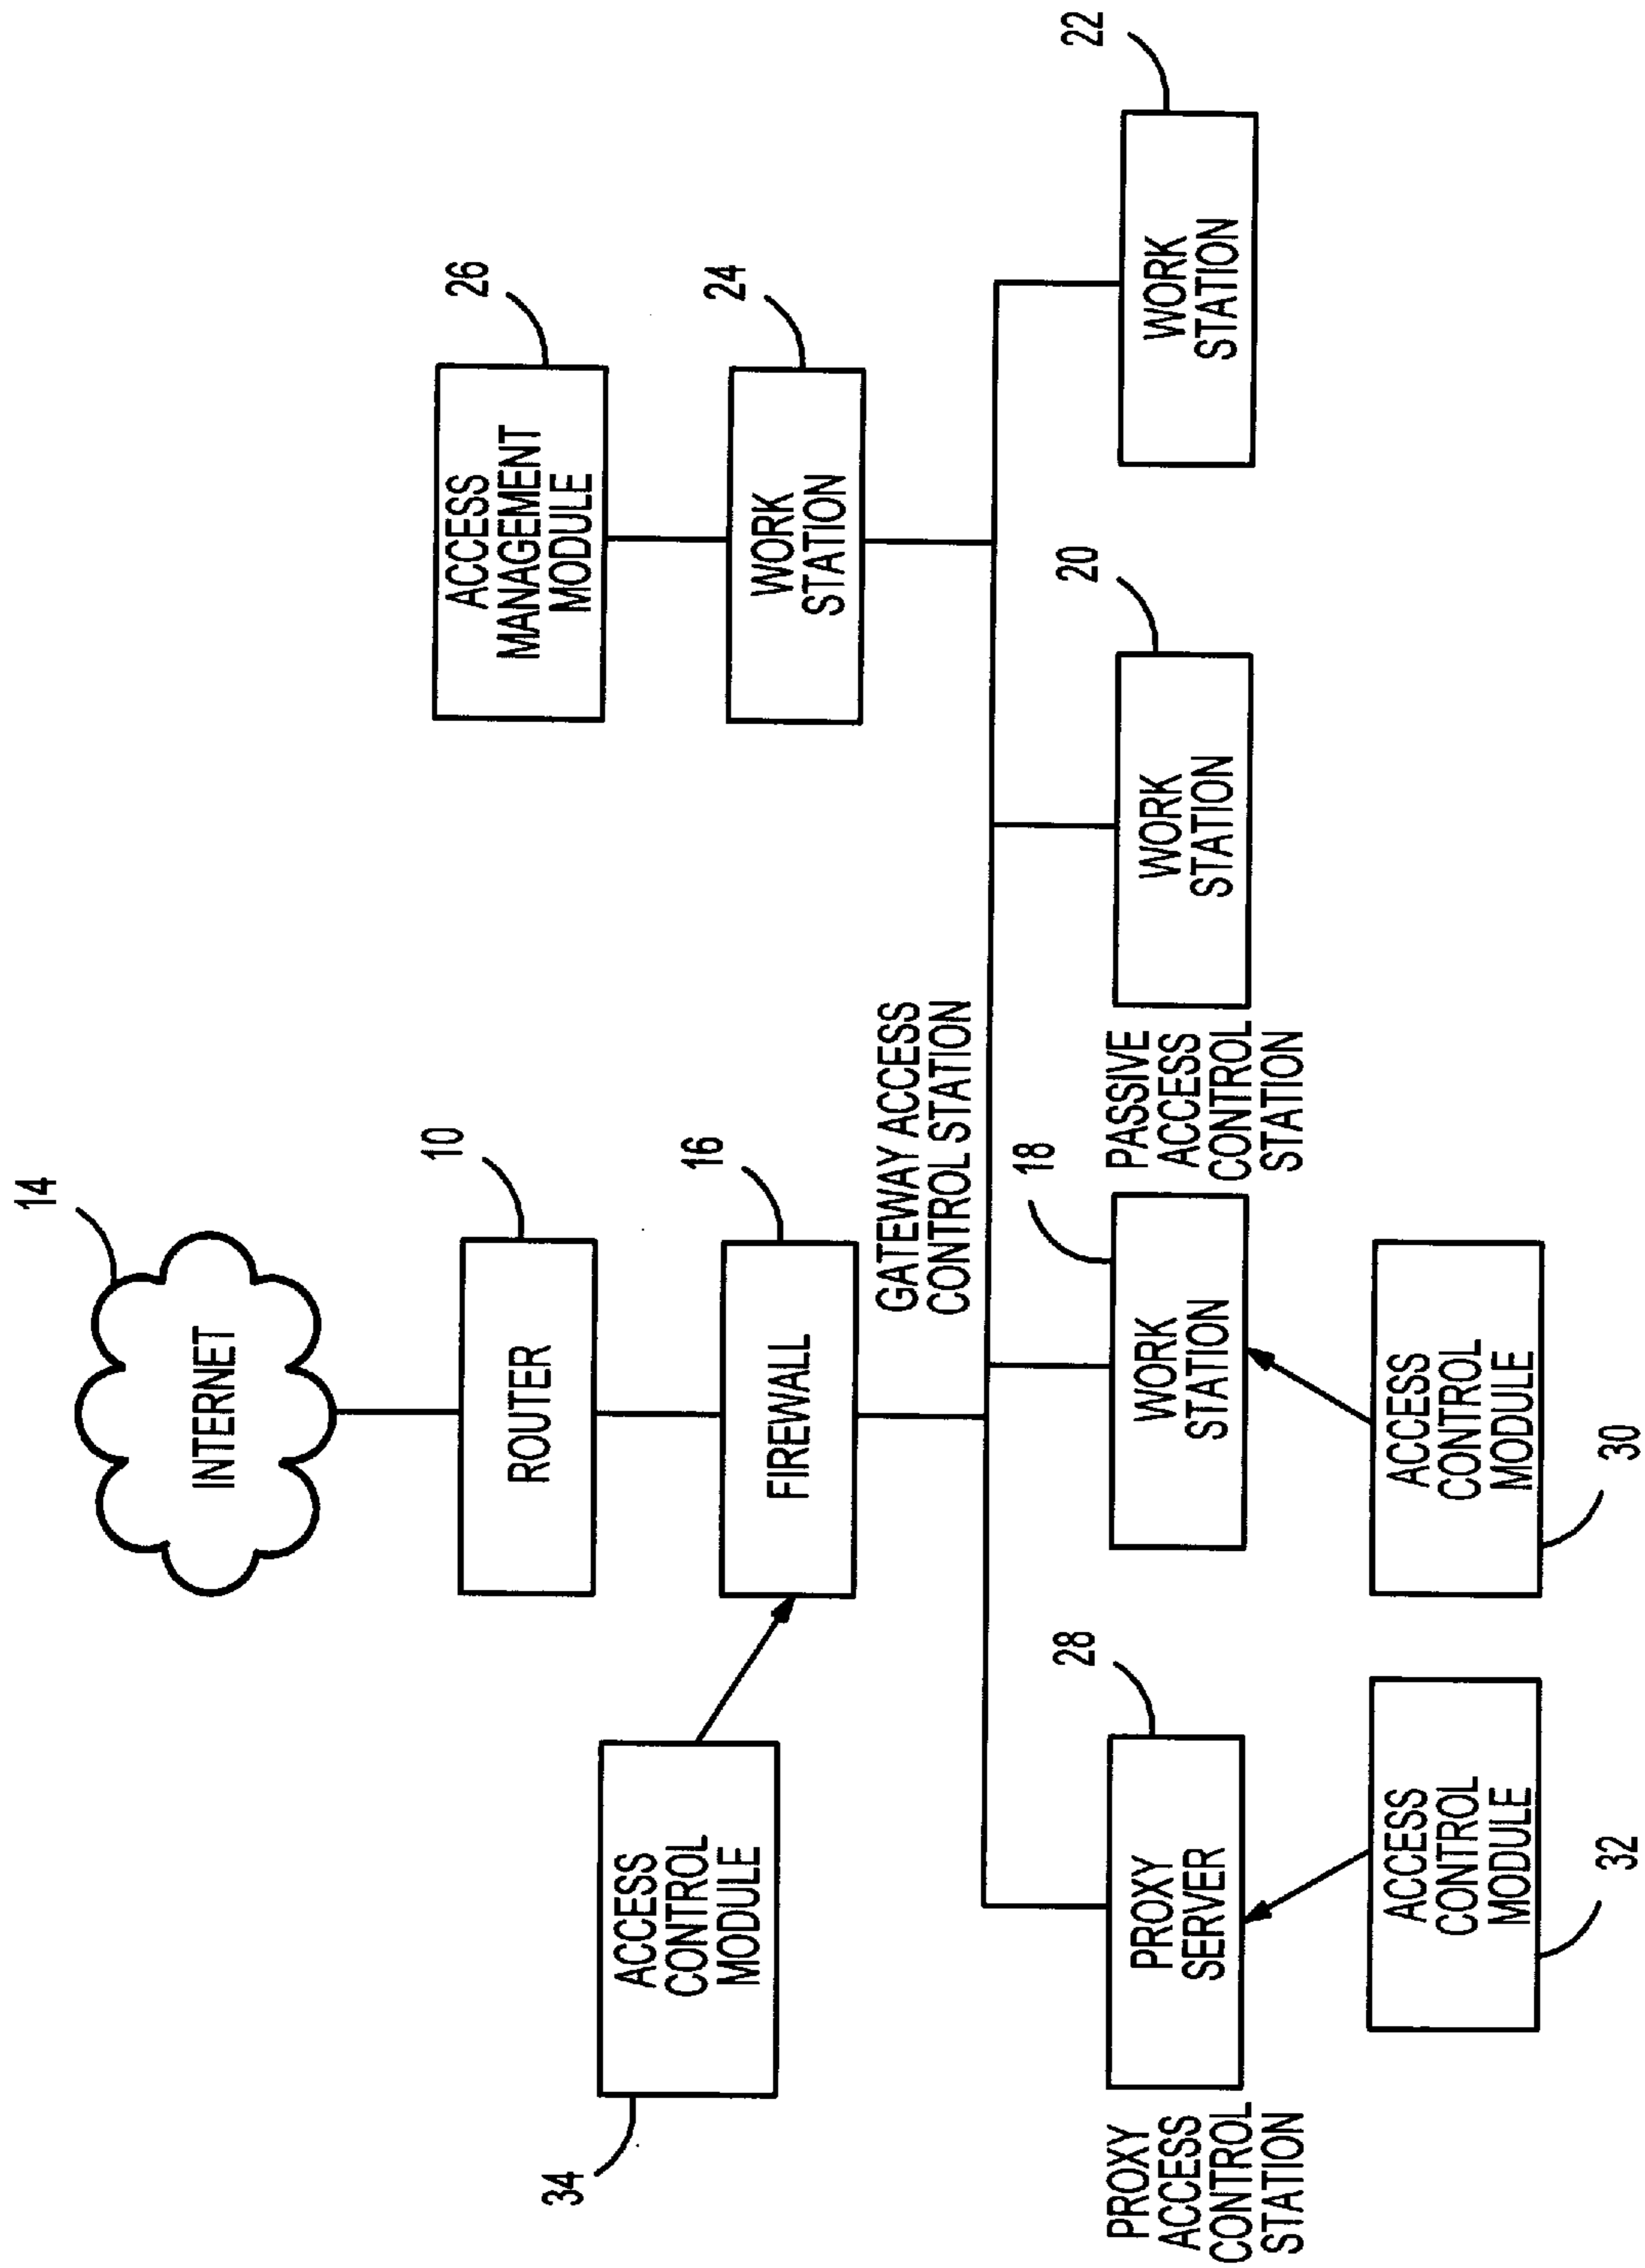 14
INTERNET
10
ROUTER
26
ACCESS
MANAGEMENT
MODULE
34
ACCESS
CONTROL
MODULE
16
FIREWALL
24
WORK
STATION
GATEWAY ACCESS
CONTROL STATION
PROXY
ACCESS
CONTROL
STATION
28
PROXY
SERVER
18
WORK
STATION
PASSIVE
ACCESS
CONTROL
STATION
20
WORK
STATION
22
WORK
STATION
32
ACCESS
CONTROL
MODULE
30
ACCESS
CONTROL
MODULE